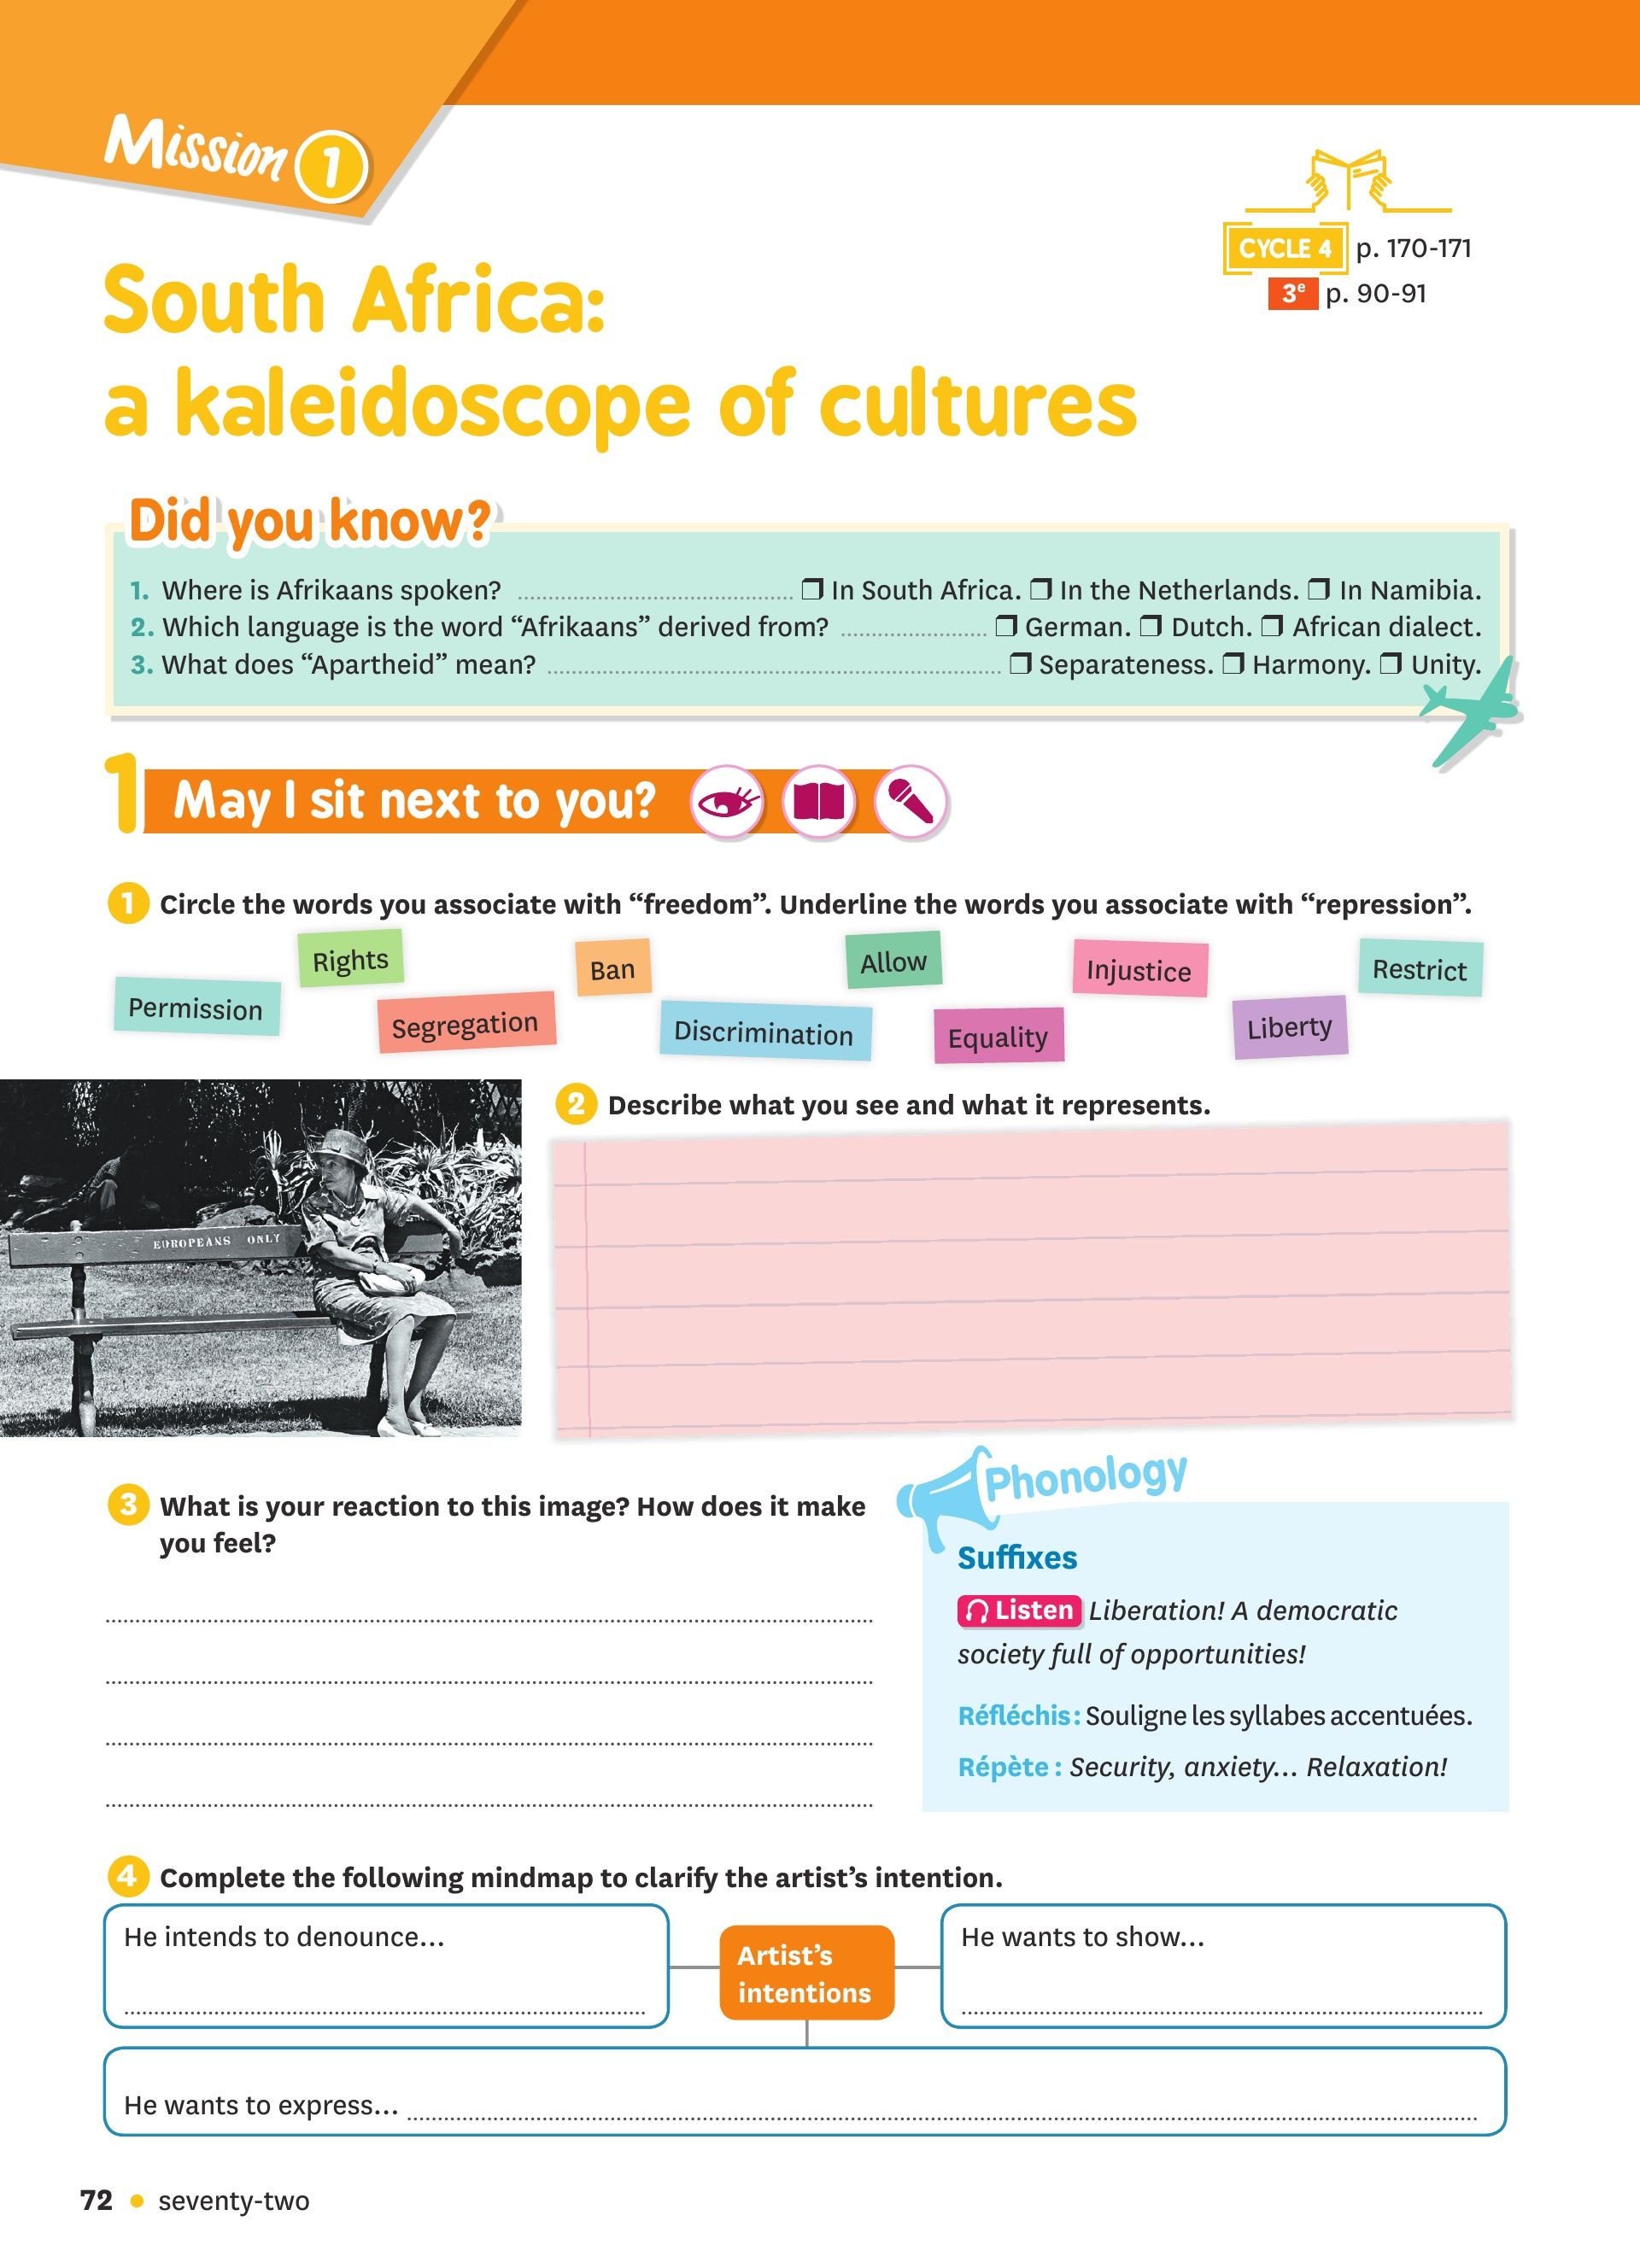 Mission 1
CYCLE 4 p. 170-171
3e p. 90-91
South Africa:
a kaleidoscope of cultures
Did you know?
1. Where is Afrikaans spoken? ❒ In South Africa. ❒ In the Netherlands. ❒ In Namibia.
2. Which language is the word “Afrikaans” derived from? ❒ German. ❒ Dutch. ❒ African dialect.
3. What does “Apartheid” mean? ❒ Separateness. ❒ Harmony. ❒ Unity.
1 May I sit next to you?
1 Circle the words you associate with “freedom”. Underline the words you associate with “repression”.
Rights Ban Allow Injustice Restrict
Permission Segregation Discrimination Equality Liberty
EUROPEANS ONLY
2 Describe what you see and what it represents.
3 What is your reaction to this image? How does it make
you feel?
Phonology
Suffixes
Listen Liberation! A democratic
society full of opportunities!
Réfléchis : Souligne les syllabes accentuées.
Répète : Security, anxiety... Relaxation!
4 Complete the following mindmap to clarify the artist’s intention.
He intends to denounce...
Artist’s
intentions
He wants to show...
He wants to express...
72 • seventy-two